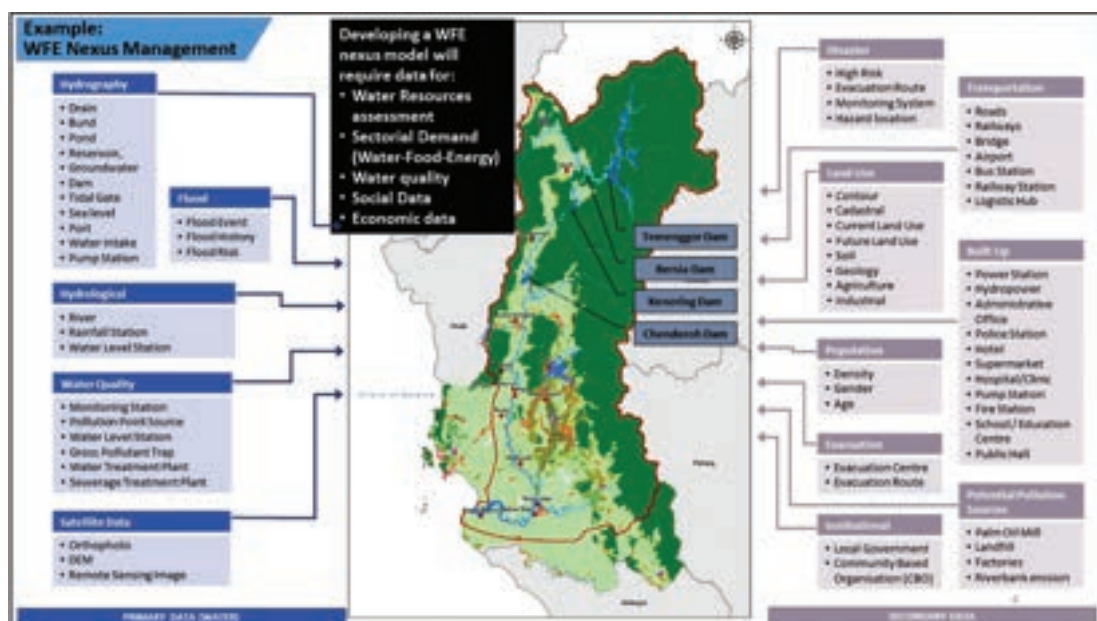 Example:
WFE Nexus Management
Developing a WFE
nexus model will
require data for:
• Water Resources
assessment
• Sectorial Demand
(Water-Food-Energy)
• Water quality
• Social Data
• Economic data
Hydrography
• Drain
• Bund
• Pond
• Reservoir,
• Groundwater
• Dam
• Tidal Gate
• Sea level
• Port
• Water Intake
• Pump Station
Flood
• Flood Event
• Flood History
• Flood Risk
Hydrological
• River
• Rainfall Station
• Water Level Station
Water Quality
• Monitoring Station
• Pollution Point Source
• Water Level Station
• Gross Pollutant Trap
• Water Treatment Plant
• Sewerage Treatment Plant
Satellite Data
• Orthophoto
• DEM
• Remote Sensing Image
PRIMARY DATA (WATER)
Temenggor Dam
Bersia Dam
Kenering Dam
Chenderoh Dam
Disaster
• High Risk
• Evacuation Route
• Monitoring System
• Hazard location
Land Use
• Contour
• Cadastral
• Current Land Use
• Future Land Use
• Soil
• Geology
• Agriculture
• Industrial
Population
• Density
• Gender
• Age
Evacuation
• Evacuation Centre
• Evacuation Route
Institutional
• Local Government
• Community Based
Organisation (CBO)
Transportation
• Roads
• Railways
• Bridge
• Airport
• Bus Station
• Railway Station
• Logistic Hub
Built Up
• Power Station
• Hydropower
• Administrative
Office
• Police Station
• Hotel
• Supermarket
• Hospital/Clinic
• Pump Station
• Fire Station
• School/ Education
Centre
• Public Hall
Potential Pollution
Sources
• Palm Oil Mill
• Landfill
• Factories
• Riverbank erosion
SECONDARY DATA